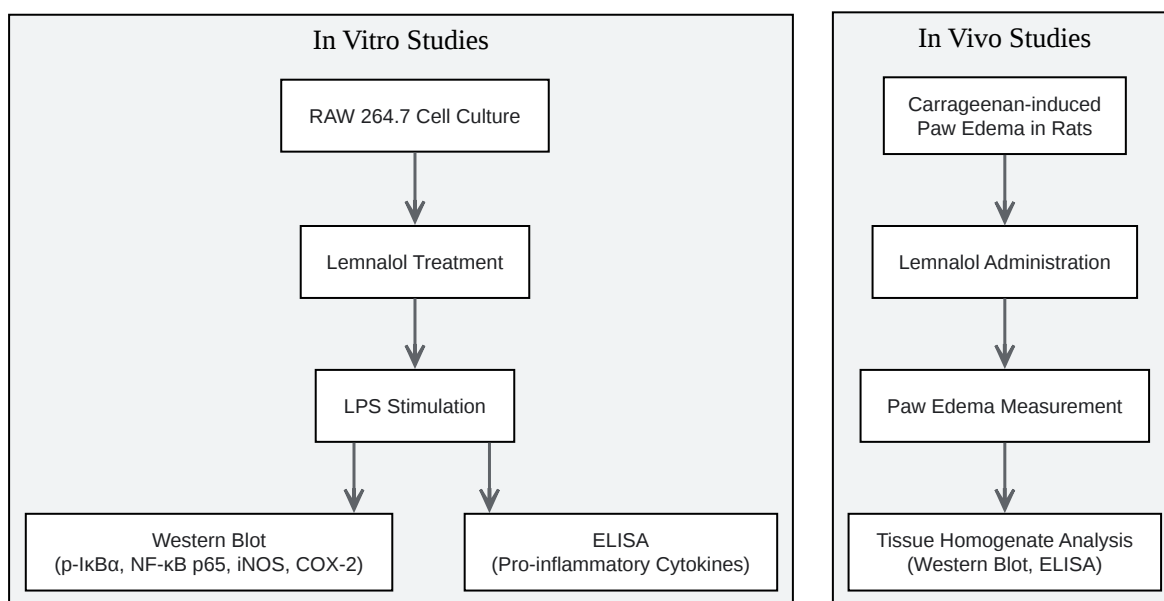 In Vitro Studies
RAW 264.7 Cell Culture
Lemnalol Treatment
LPS Stimulation
Western Blot
(p-IκBα, NF-κB p65, iNOS, COX-2)
ELISA
(Pro-inflammatory Cytokines)
In Vivo Studies
Carrageenan-induced
Paw Edema in Rats
Lemnalol Administration
Paw Edema Measurement
Tissue Homogenate Analysis
(Western Blot, ELISA)